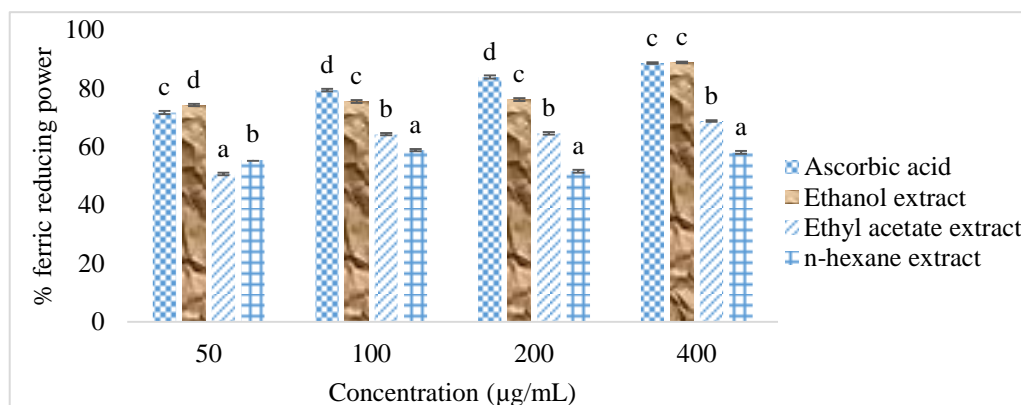 % ferric reducing power
100
80
60
40
20
0
c d a b
d c b a
d c b a
c c b a
50 100 200 400
Concentration (µg/mL)
Ascorbic acid
Ethanol extract
Ethyl acetate extract
n-hexane extract